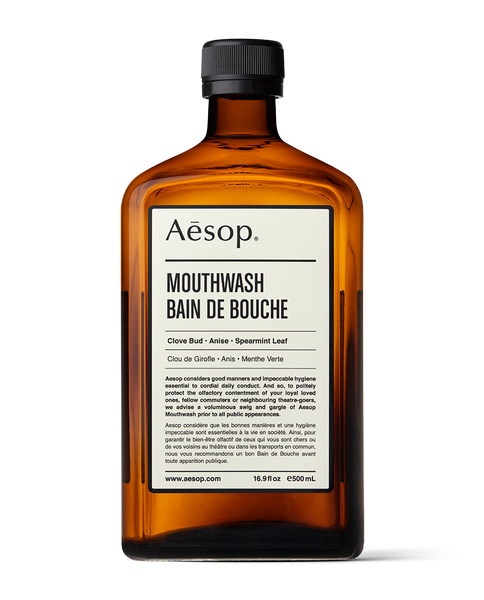 Aēsop®
MOUTHWASH
BAIN DE BOUCHE
Clove Bud · Anise · Spearmint Leaf
Clou de Girofle · Anis · Menthe Verte
Aesop considers good manners and impeccable hygiene
essential to cordial daily conduct. And so, to politely
protect the olfactory contentment of your loyal loved
ones, fellow commuters or neighbouring theatre-goers,
we advise a voluminous swig and gargle of Aesop
Mouthwash prior to all public appearances.
Aesop considère que les bonnes manières et une hygiène
impeccable sont essentielles à la vie en société. Ainsi, pour
garantir le bien-être olfactif de ceux qui vous sont chers ou
de vos voisins au théâtre ou dans les transports en commun,
nous vous recommandons un bon Bain de Bouche avant
toute apparition publique.
www.aesop.com 16.9 fl oz ℮500 mL